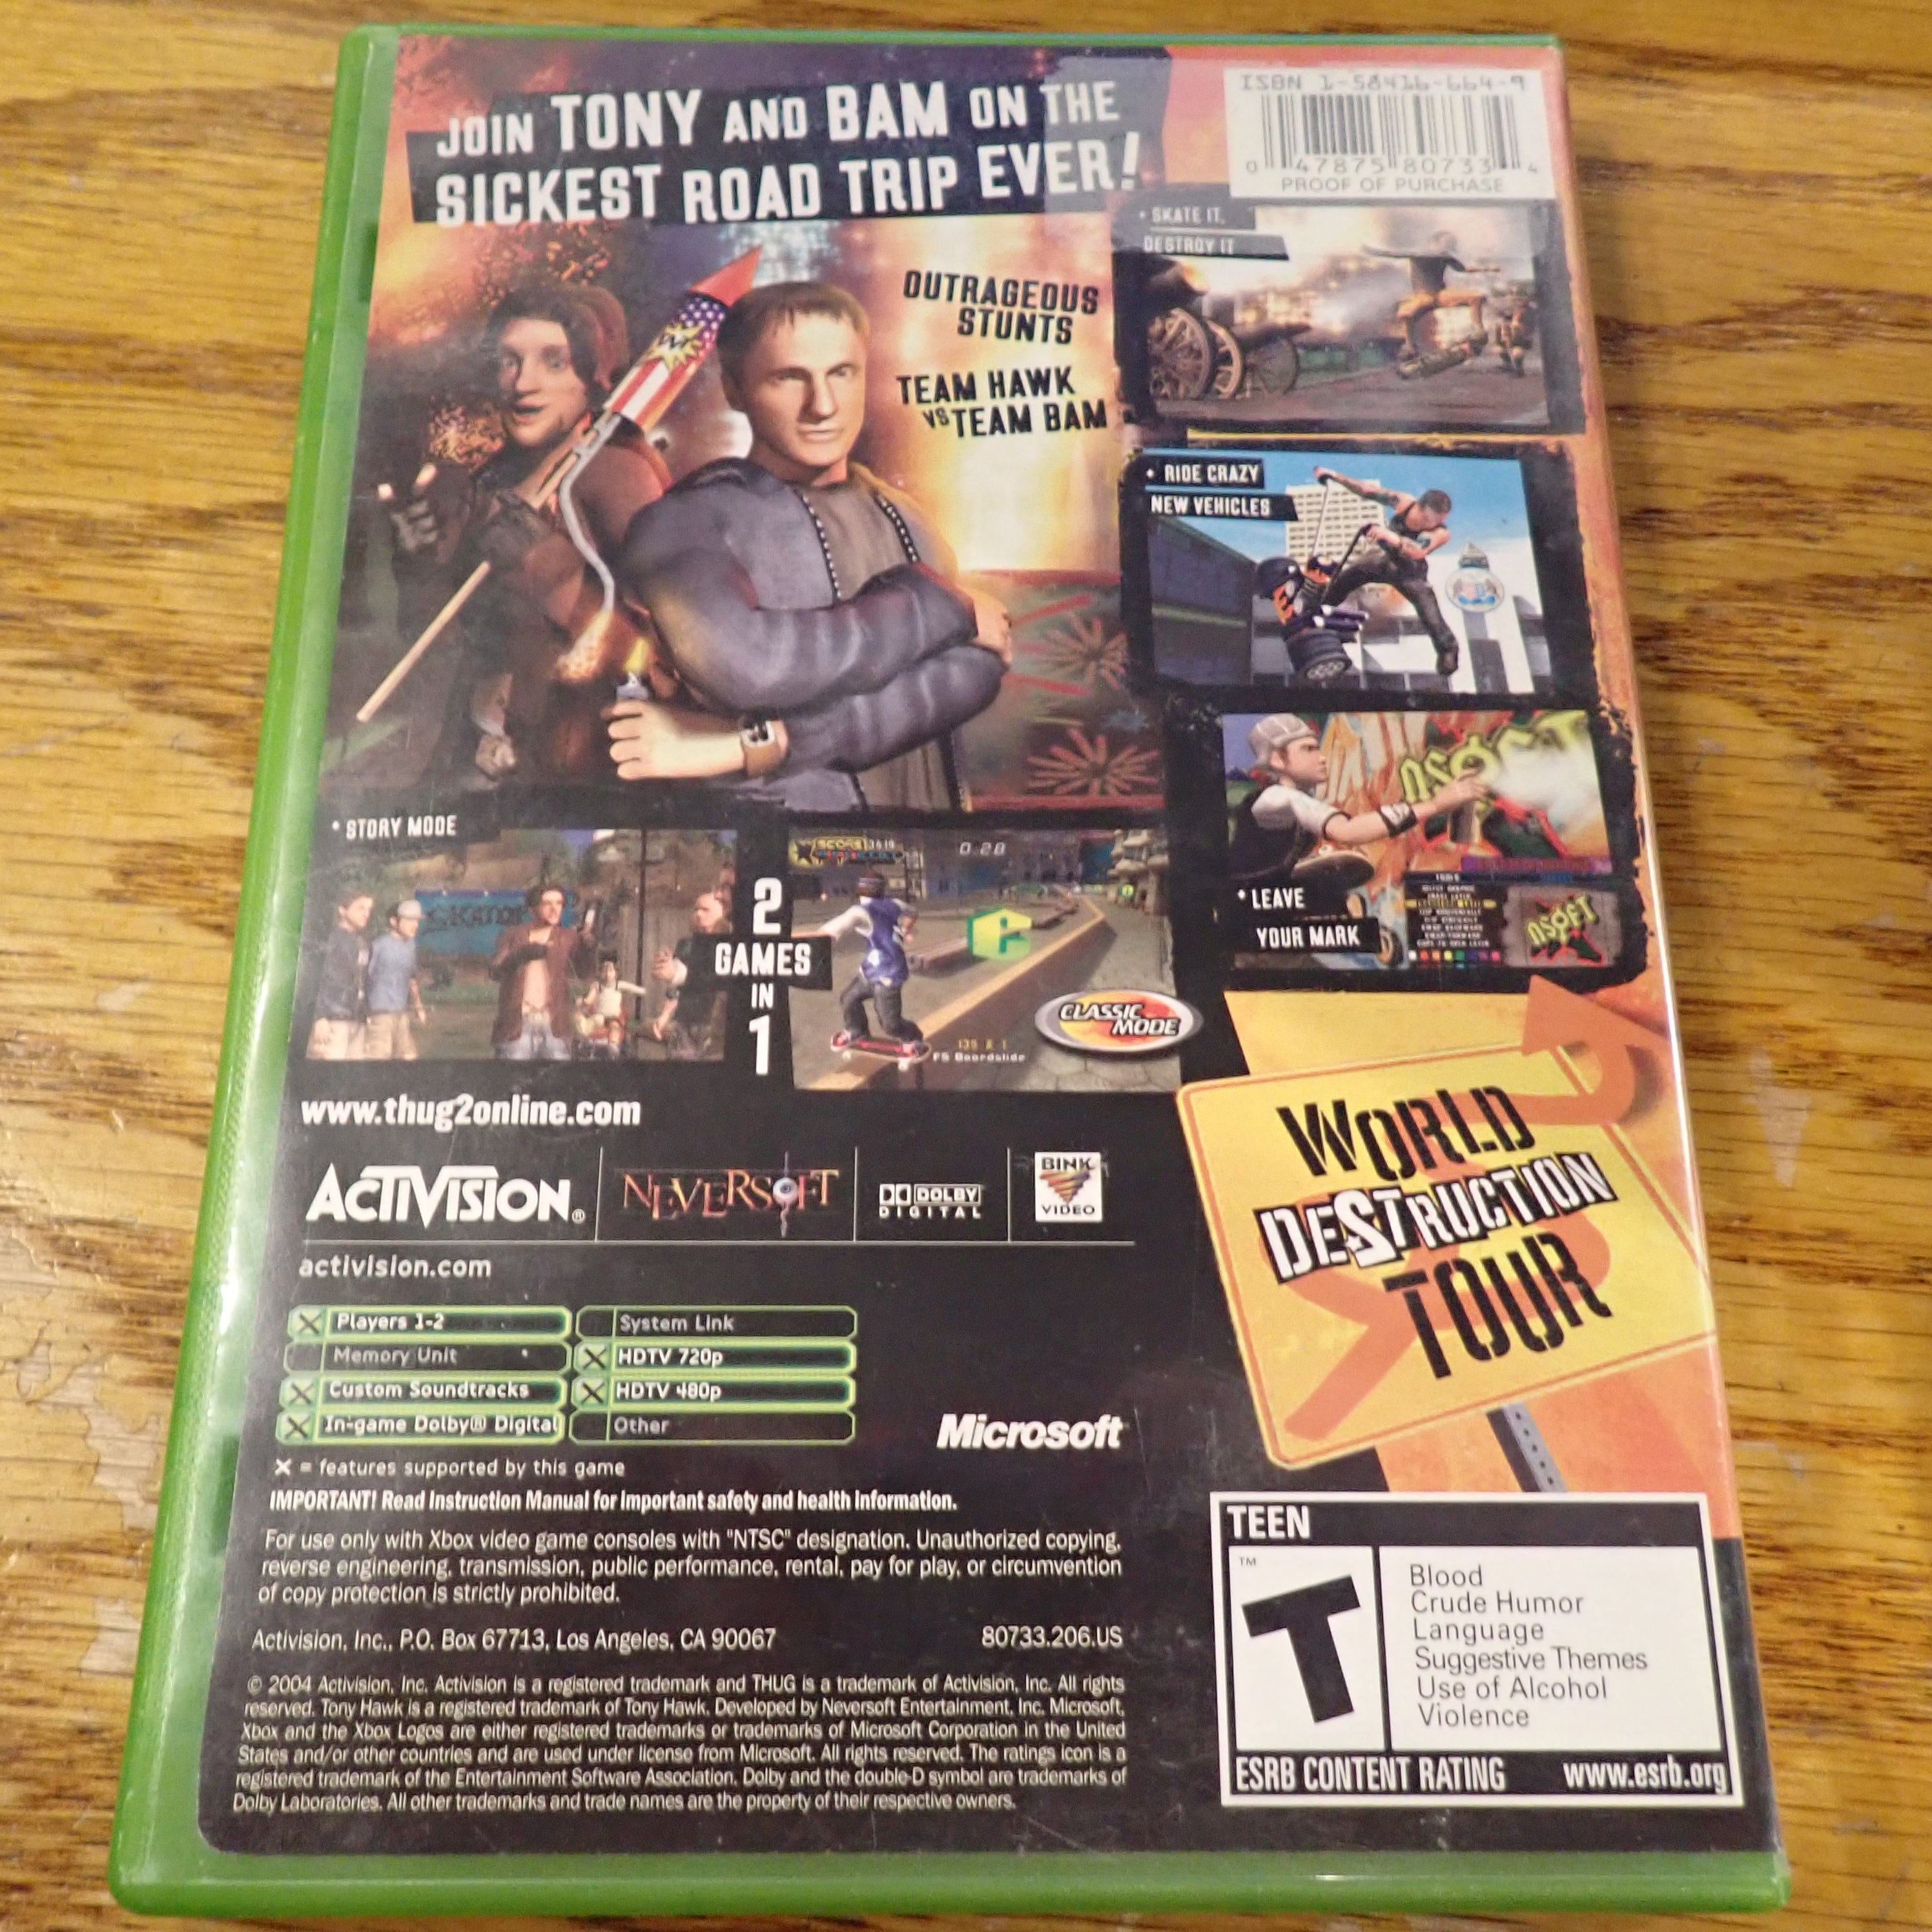 JOIN TONY AND BAM ON THE
SICKEST ROAD TRIP EVER!
ISBN 1-58416-664-9
0 47875 80733 4
PROOF OF PURCHASE
OUTRAGEOUS
STUNTS
TEAM HAWK
VS TEAM BAM
• SKATE IT,
DESTROY IT
• RIDE CRAZY
NEW VEHICLES
• LEAVE
YOUR MARK
NSOFT
• STORY MODE
2
GAMES
IN
1
0:28
135 X 1
FS Boardslide
CLASSIC
MODE
www.thug2online.com
ACTIVISION®
NEVERSOFT
DOLBY
DIGITAL
BINK
VIDEO
activision.com
WORLD
DESTRUCTION
TOUR
X Players 1-2
System Link
Memory Unit
X HDTV 720p
X Custom Soundtracks
X HDTV 480p
X In-game Dolby® Digital
Other
Microsoft
X = features supported by this game
IMPORTANT! Read Instruction Manual for important safety and health information.
For use only with Xbox video game consoles with "NTSC" designation. Unauthorized copying,
reverse engineering, transmission, public performance, rental, pay for play, or circumvention
of copy protection is strictly prohibited.
Activision, Inc., P.O. Box 67713, Los Angeles, CA 90067
80733.206.US
© 2004 Activision, Inc. Activision is a registered trademark and THUG is a trademark of Activision, Inc. All rights
reserved. Tony Hawk is a registered trademark of Tony Hawk. Developed by Neversoft Entertainment, Inc. Microsoft,
Xbox and the Xbox Logos are either registered trademarks or trademarks of Microsoft Corporation in the United
States and/or other countries and are used under license from Microsoft. All rights reserved. The ratings icon is a
registered trademark of the Entertainment Software Association. Dolby and the double-D symbol are trademarks of
Dolby Laboratories. All other trademarks and trade names are the property of their respective owners.
TEEN
™
T
Blood
Crude Humor
Language
Suggestive Themes
Use of Alcohol
Violence
ESRB CONTENT RATING www.esrb.org